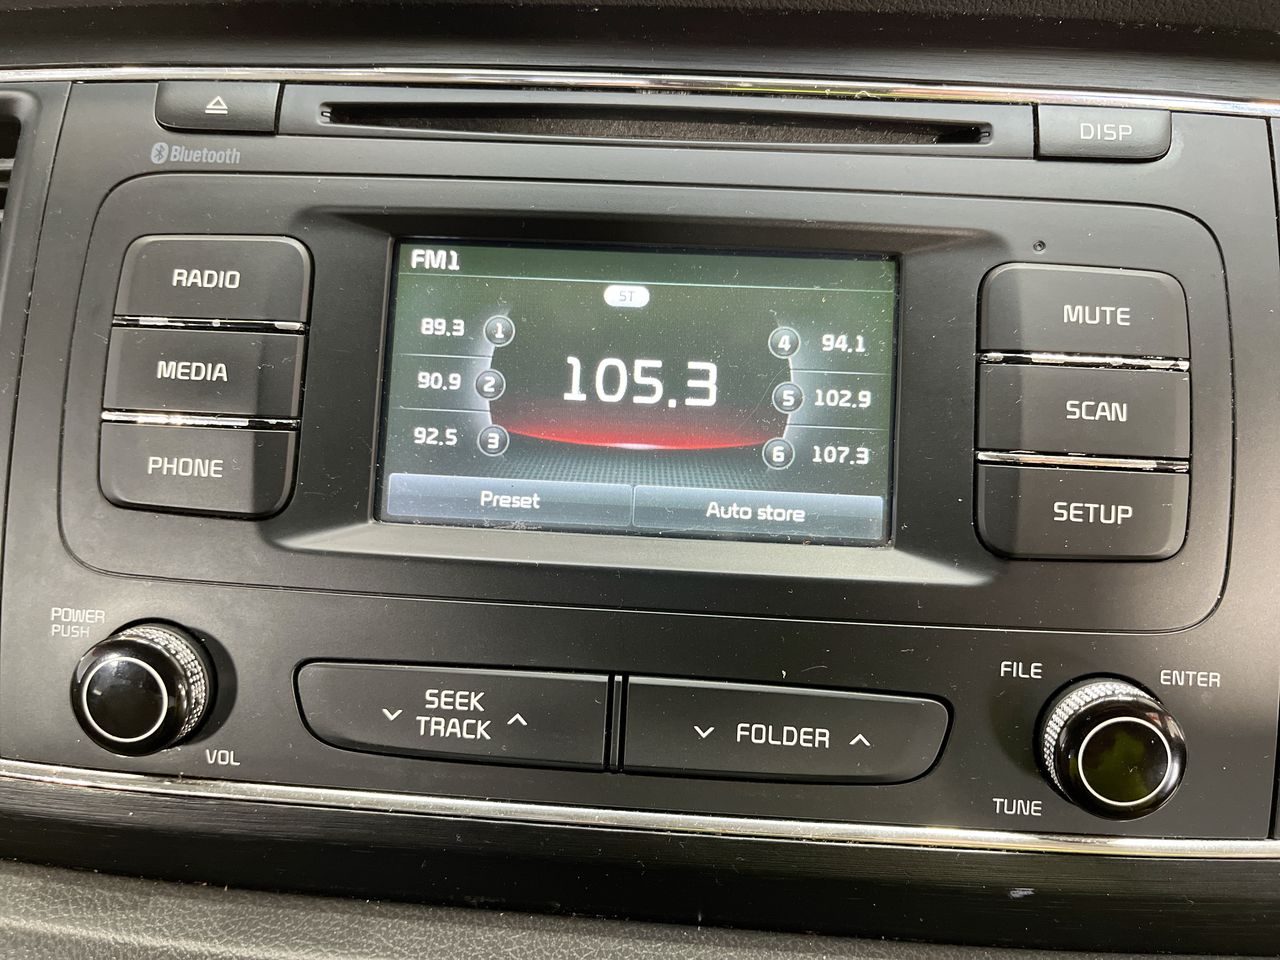 DISP
Bluetooth
RADIO
MEDIA
PHONE
FM1
ST
89.3 1
90.9 2
92.5 3
105.3
4 94.1
5 102.9
6 107.3
Preset
Auto store
MUTE
SCAN
SETUP
POWER
PUSH
VOL
SEEK
TRACK
FOLDER
FILE
ENTER
TUNE